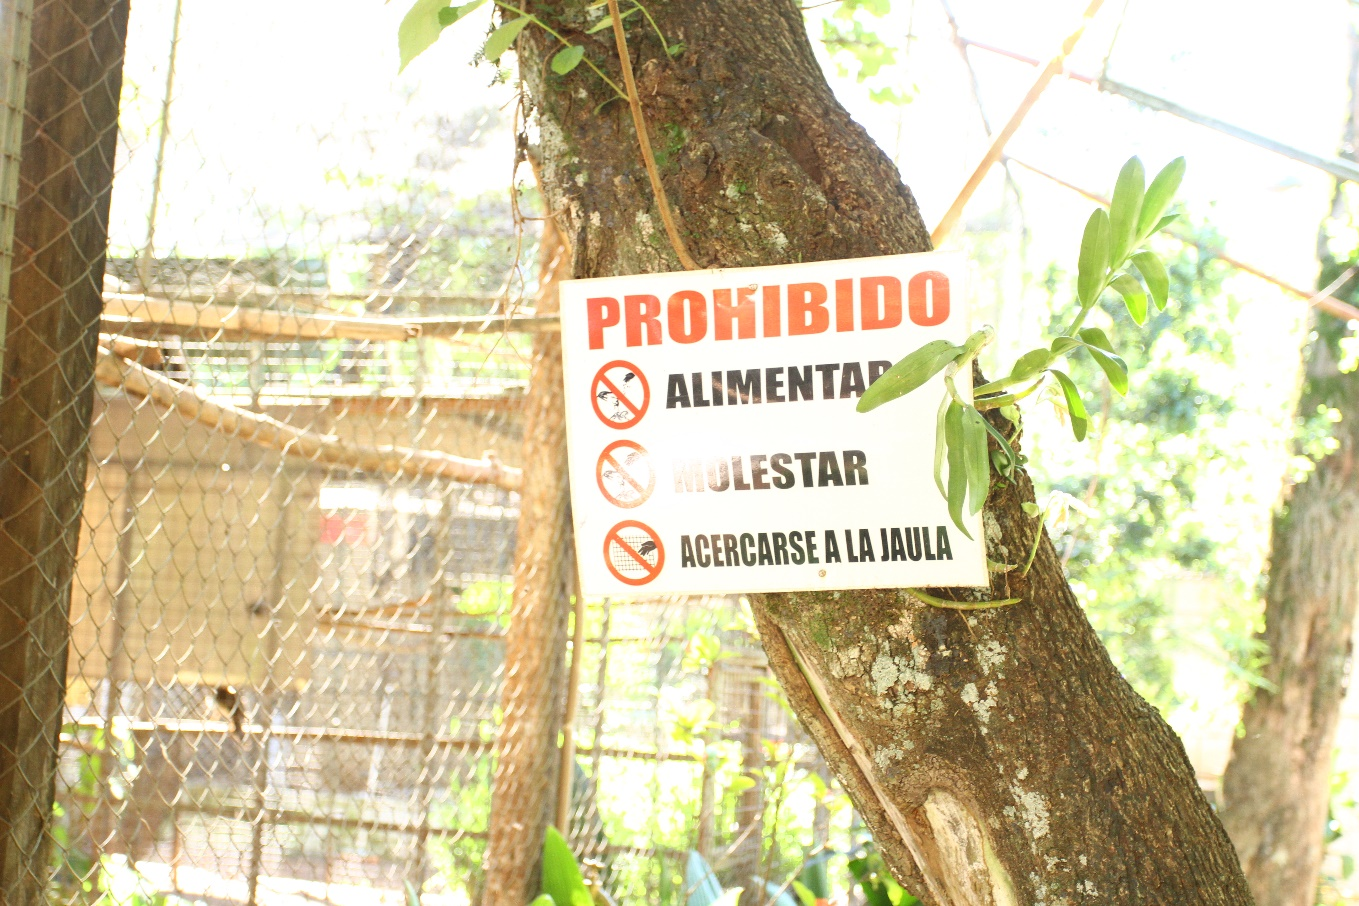 PROHIBIDO
ALIMENTAR
MOLESTAR
ACERCARSE A LA JAULA